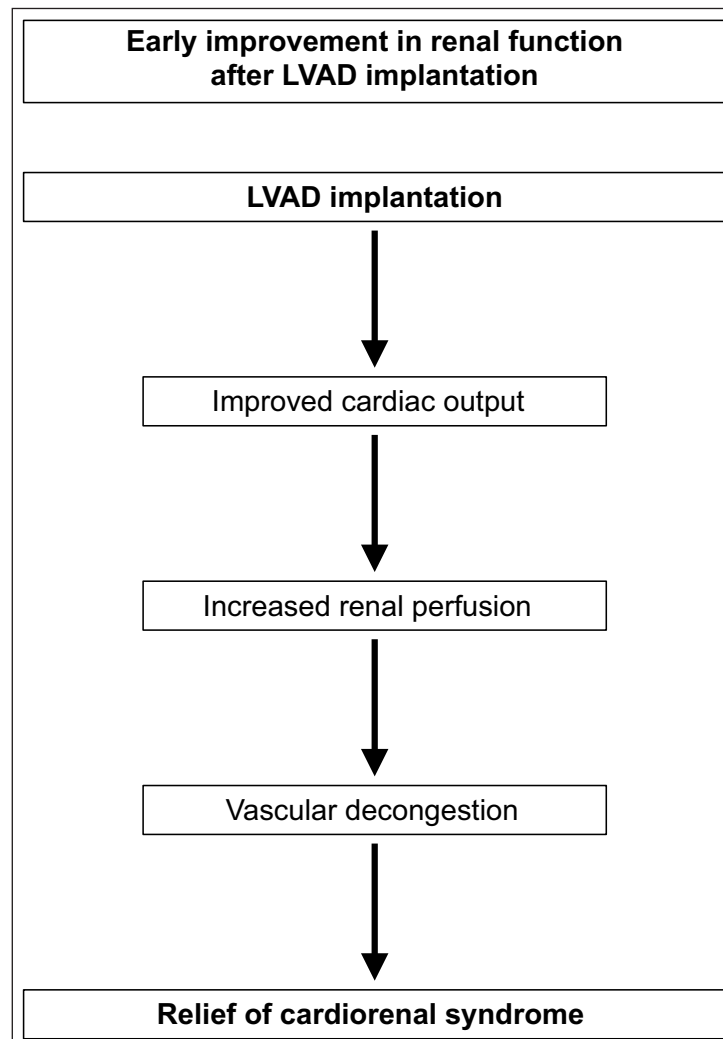 Early improvement in renal function
after LVAD implantation
LVAD implantation
Improved cardiac output
Increased renal perfusion
Vascular decongestion
Relief of cardiorenal syndrome